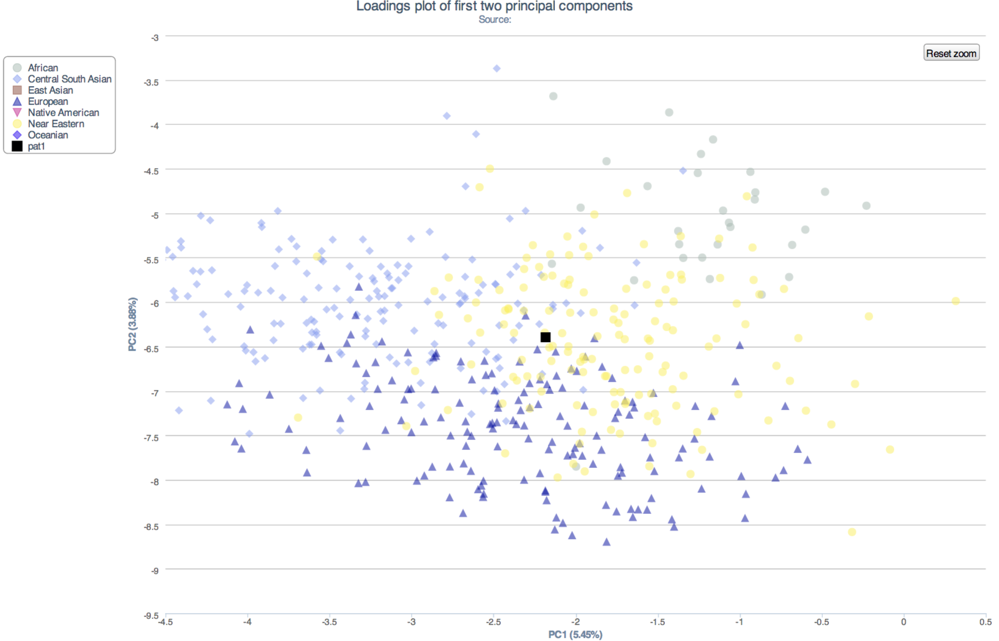 Loadings plot of first two principal components
Source:
Reset zoom
African
Central South Asian
East Asian
European
Native American
Near Eastern
Oceanian
pat1
PC2 (3.88%)
-3
-3.5
-4
-4.5
-5
-5.5
-6
-6.5
-7
-7.5
-8
-8.5
-9
-9.5
-4.5 -4 -3.5 -3 -2.5 -2 -1.5 -1 -0.5 0 0.5
PC1 (5.45%)